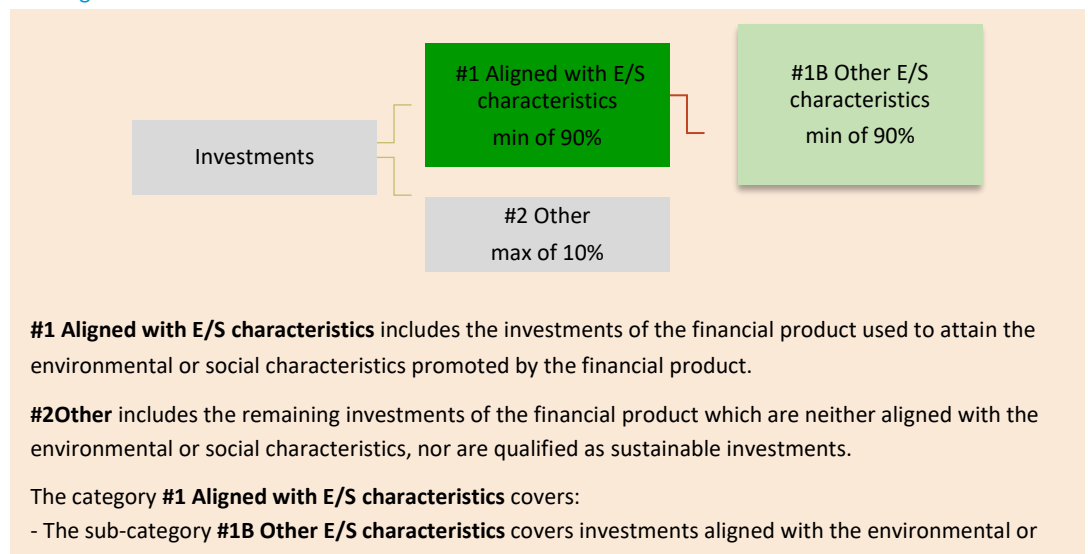 #1 Aligned with E/S
characteristics
min of 90%
#1B Other E/S
characteristics
min of 90%
Investments
#2 Other
max of 10%
#1 Aligned with E/S characteristics includes the investments of the financial product used to attain the
environmental or social characteristics promoted by the financial product.
#2Other includes the remaining investments of the financial product which are neither aligned with the
environmental or social characteristics, nor are qualified as sustainable investments.
The category #1 Aligned with E/S characteristics covers:
- The sub-category #1B Other E/S characteristics covers investments aligned with the environmental or